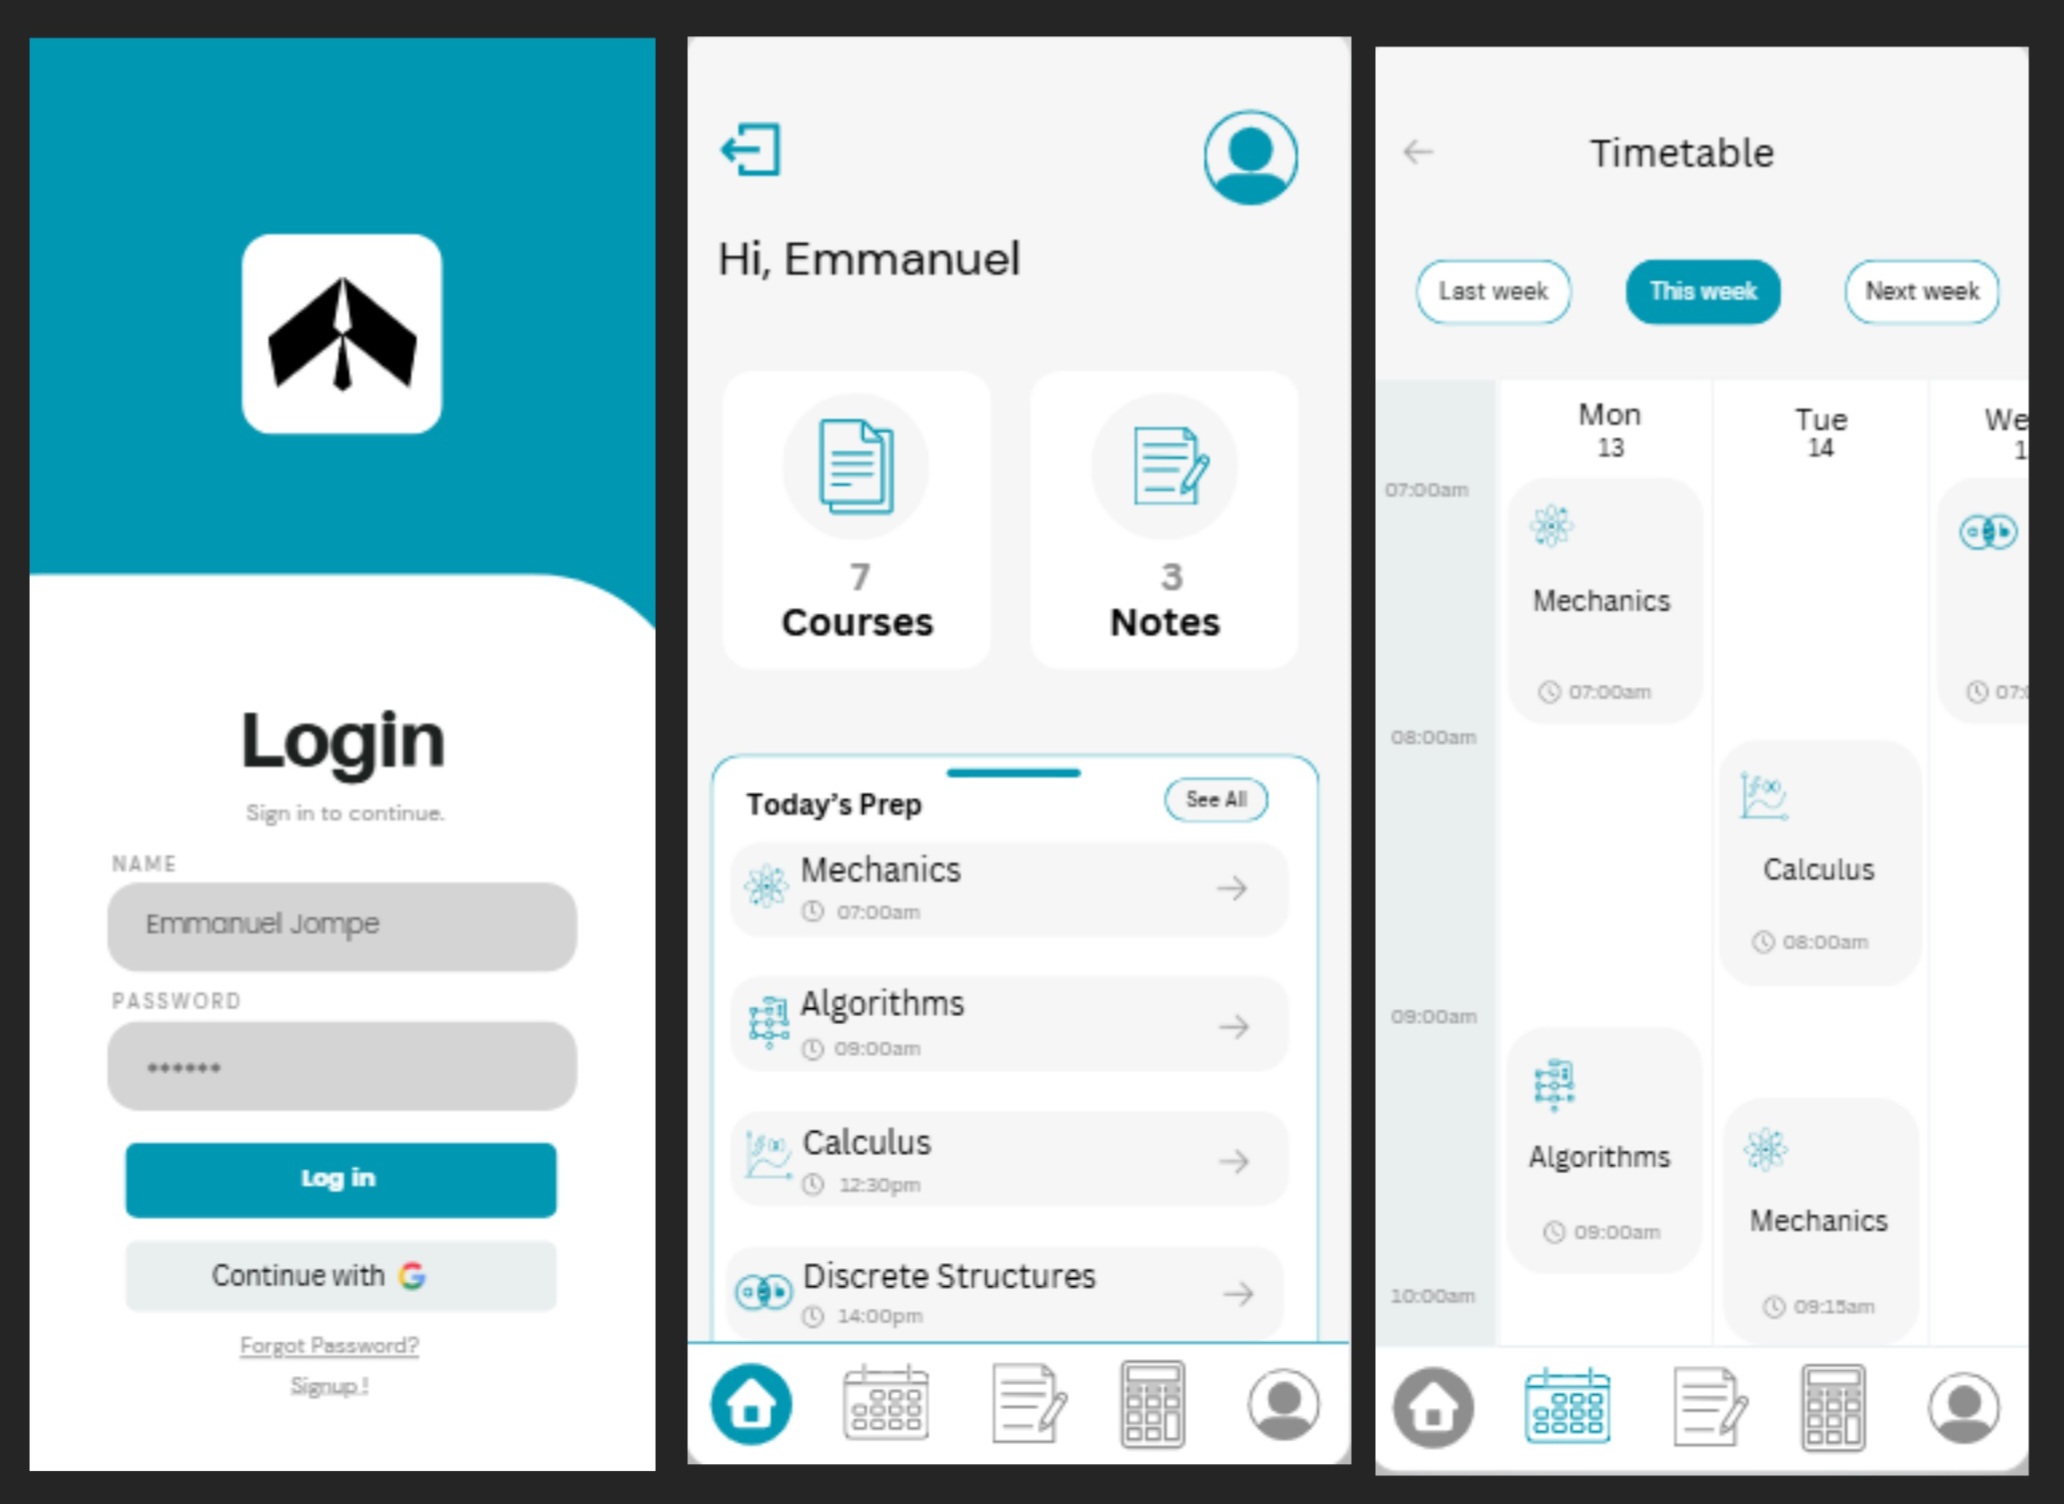 Login
Sign in to continue.
NAME
Emmanuel Jompe
PASSWORD
••••••
Log in
Continue with G
Forgot Password?
Signup !
Hi, Emmanuel
7
Courses
3
Notes
Today's Prep
See All
Mechanics
07:00am
Algorithms
09:00am
Calculus
12:30pm
Discrete Structures
14:00pm
Timetable
Last week
This week
Next week
Mon
13
Tue
14
We
1
07:00am
Mechanics
07:00am
a
b
07:
08:00am
f(x)
Calculus
08:00am
09:00am
Algorithms
09:00am
Mechanics
09:15am
10:00am